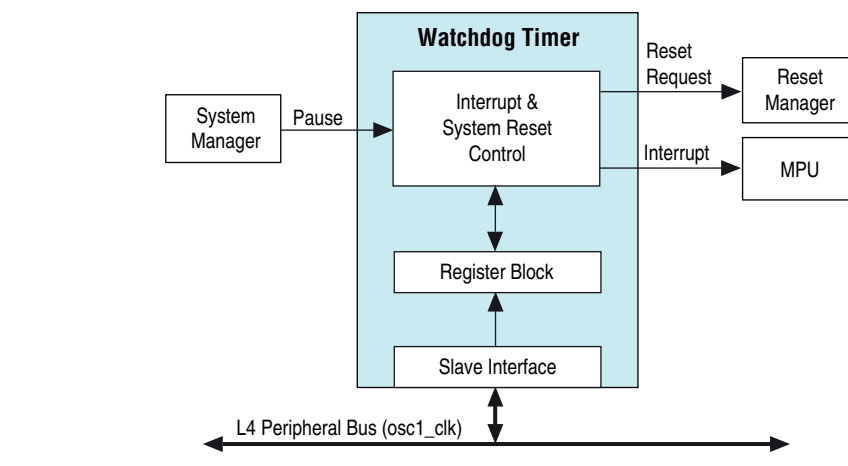 Watchdog Timer
System
Manager
Pause
Interrupt &
System Reset
Control
Reset
Request
Reset
Manager
Interrupt
MPU
Register Block
Slave Interface
L4 Peripheral Bus (osc1_clk)